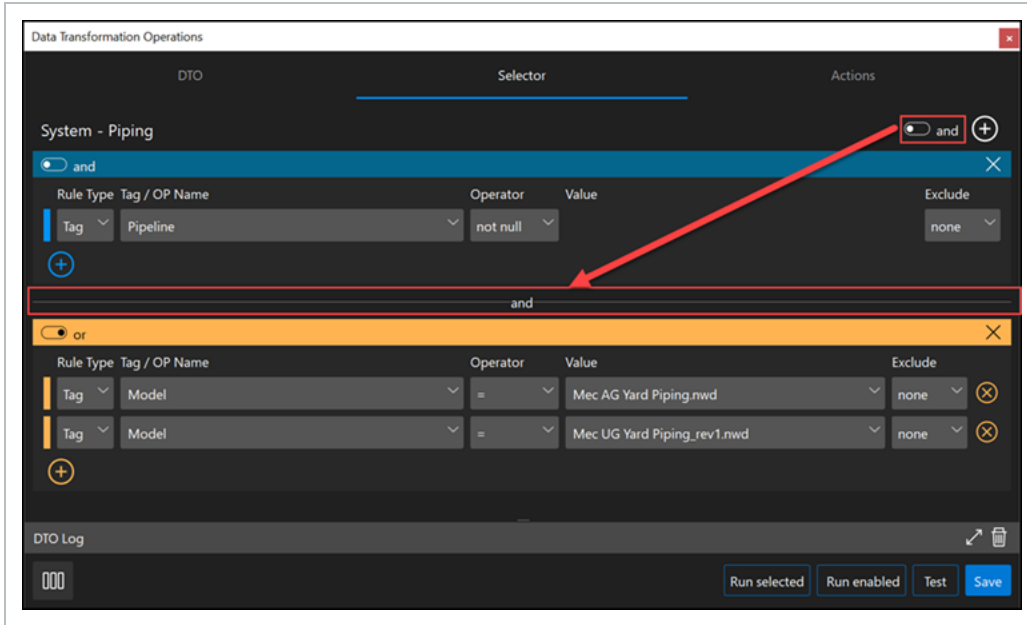 Data Transformation Operations
DTO Selector Actions
System - Piping and
and
Rule Type Tag / OP Name Operator Value Exclude
Tag Pipeline not null none
and
or
Rule Type Tag / OP Name Operator Value Exclude
Tag Model = Mec AG Yard Piping.nwd none
Tag Model = Mec UG Yard Piping_rev1.nwd none
DTO Log
Run selected Run enabled Test Save